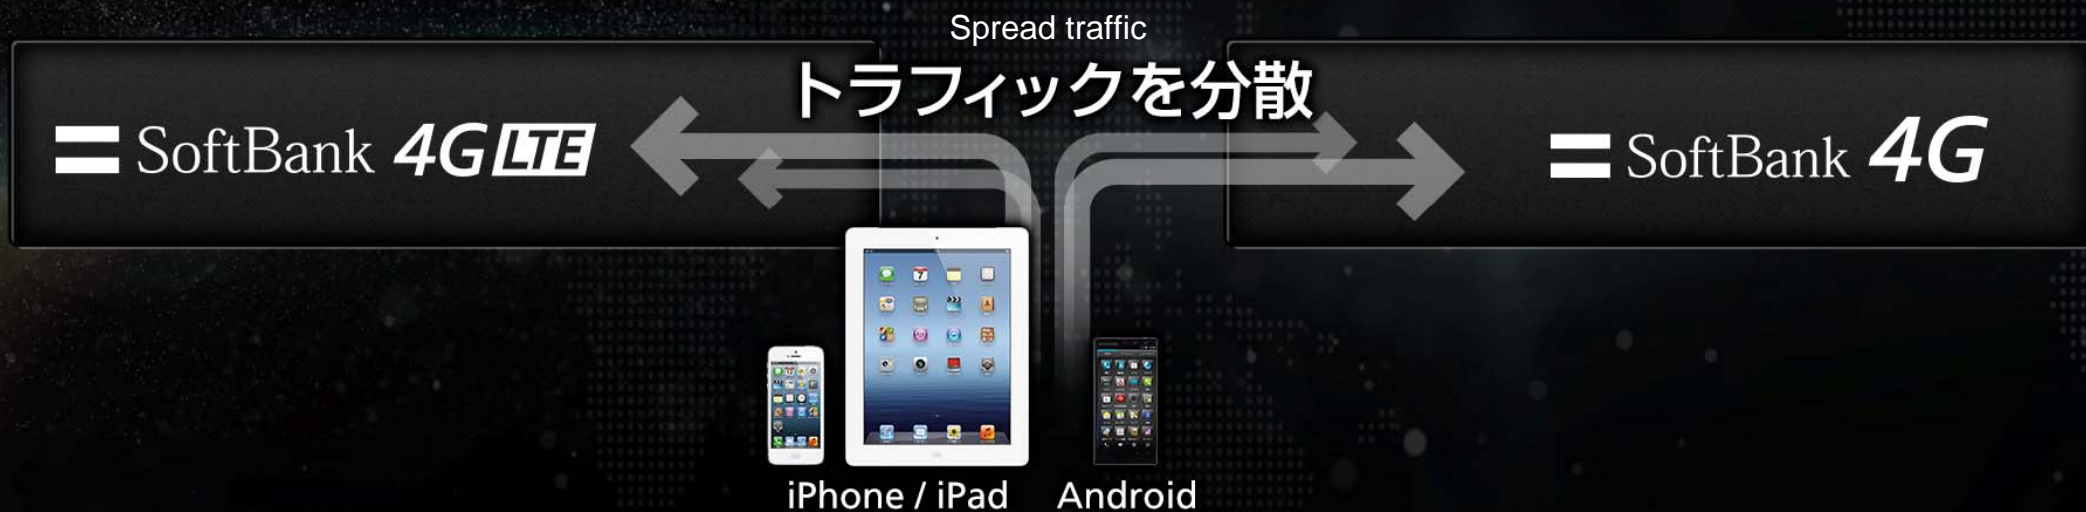 Spread traffic
トラフィックを分散
SoftBank 4G LTE
SoftBank 4G
iPhone / iPad
Android